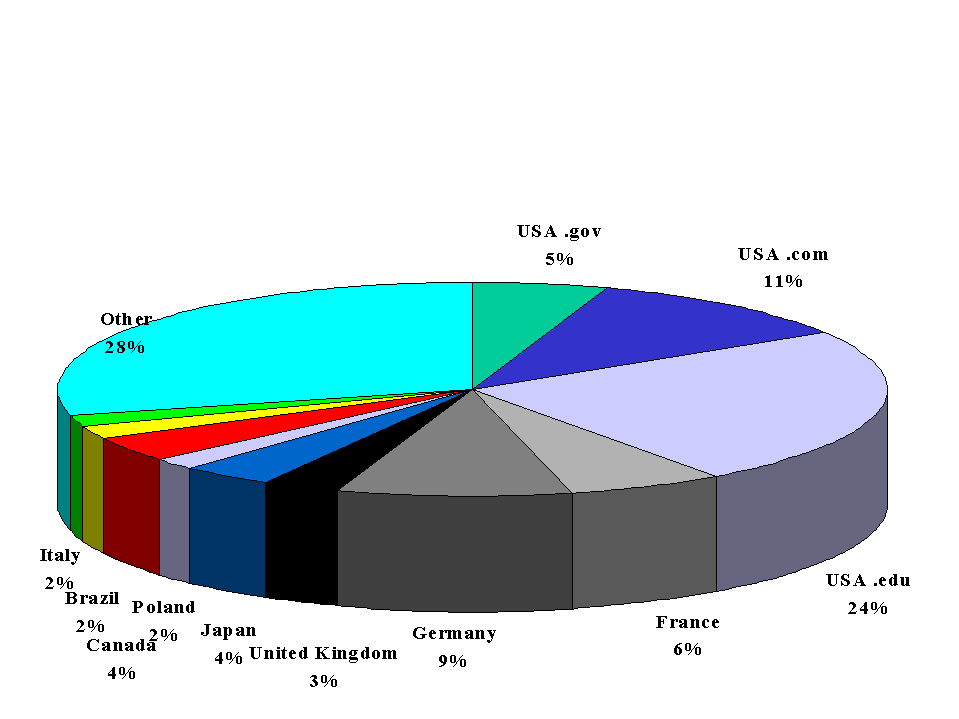 USA .gov
5%
USA .com
11%
Other
28%
Italy
2%
Brazil
2%
Poland
2%
Canada
4%
Japan
4%
United Kingdom
3%
Germany
9%
France
6%
USA .edu
24%